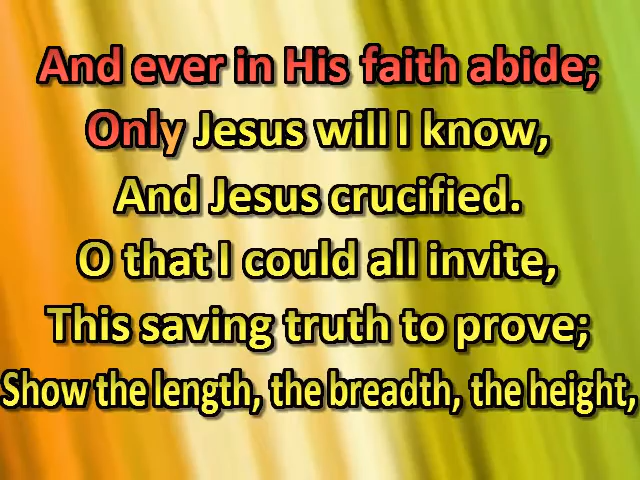 And ever in His faith abide;
Only Jesus will I know,
And Jesus crucified.
O that I could all invite,
This saving truth to prove;
Show the length, the breadth, the height,